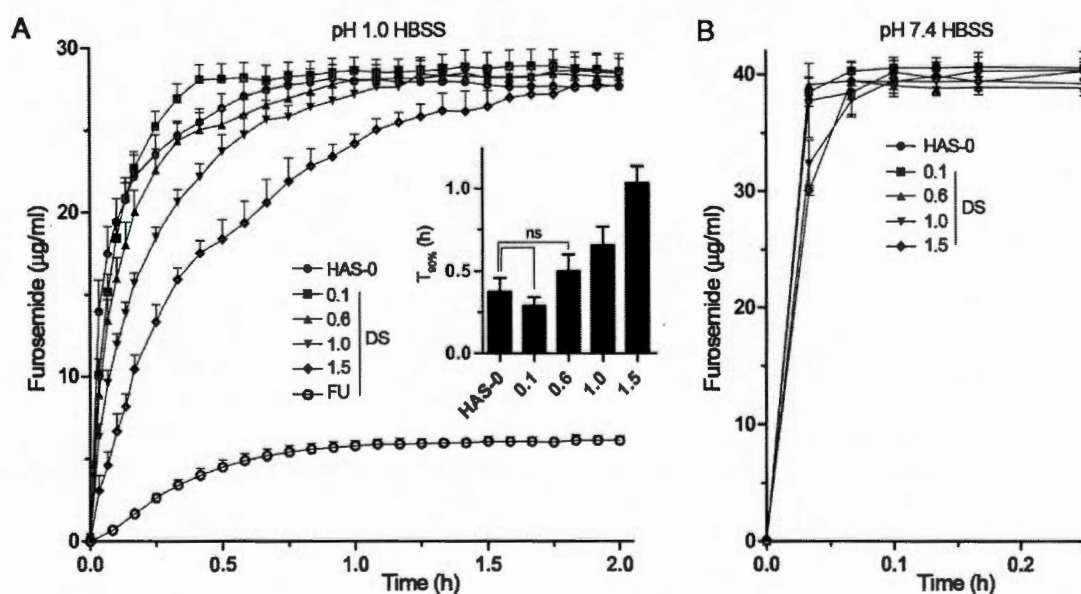 A
pH 1.0 HBSS
30
20
10
0
Furosemide (µg/ml)
0.0 0.5 1.0 1.5 2.0
Time (h)
HAS-0
0.1
0.6
1.0
1.5
FU
DS
1.0
0.5
0.0
T90% (h)
ns
HAS-0 0.1 0.6 1.0 1.5
B
pH 7.4 HBSS
40
30
20
10
0
Furosemide (µg/ml)
0.0 0.1 0.2
Time (h)
HAS-0
0.1
0.6
1.0
1.5
DS